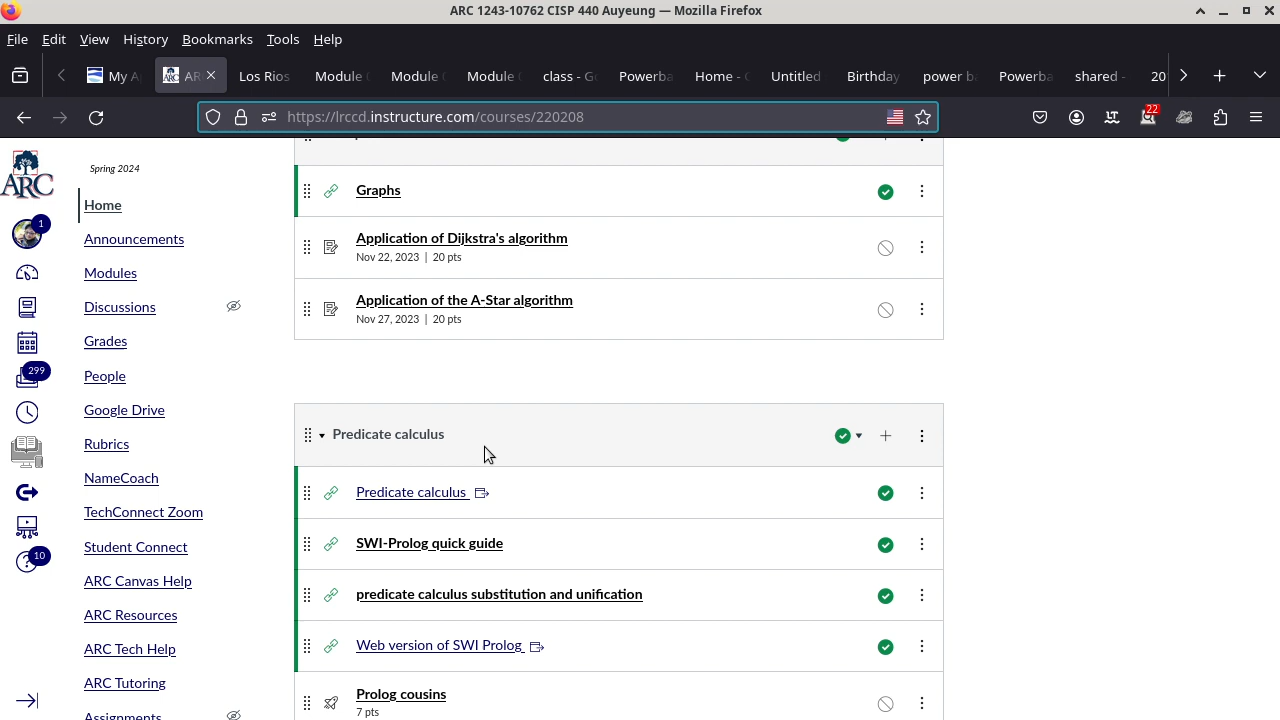 ARC 1243-10762 CISP 440 Auyeung — Mozilla Firefox
File Edit View History Bookmarks Tools Help
My A AR Los Rios Module Module Module class - G Powerba Home - Untitled Birthday power b Powerba shared - 20
https://lrccd.instructure.com/courses/220208
22
ARC
Spring 2024
1
299
10
Home
Announcements
Modules
Discussions
Grades
People
Google Drive
Rubrics
NameCoach
TechConnect Zoom
Student Connect
ARC Canvas Help
ARC Resources
ARC Tech Help
ARC Tutoring
Assignments
Graphs
Application of Dijkstra's algorithm
Nov 22, 2023 | 20 pts
Application of the A-Star algorithm
Nov 27, 2023 | 20 pts
Predicate calculus
Predicate calculus
SWI-Prolog quick guide
predicate calculus substitution and unification
Web version of SWI Prolog
Prolog cousins
7 pts